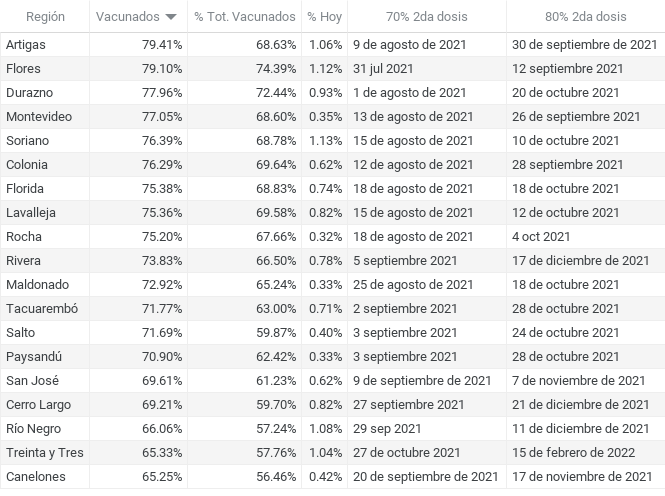 Región Vacunados % Tot. Vacunados % Hoy 70% 2da dosis 80% 2da dosis
Artigas 79.41% 68.63% 1.06% 9 de agosto de 2021 30 de septiembre de 2021
Flores 79.10% 74.39% 1.12% 31 jul 2021 12 septiembre 2021
Durazno 77.96% 72.44% 0.93% 1 de agosto de 2021 20 de octubre 2021
Montevideo 77.05% 68.60% 0.35% 13 de agosto de 2021 26 de septiembre 2021
Soriano 76.39% 68.78% 1.13% 15 de agosto de 2021 10 de octubre 2021
Colonia 76.29% 69.64% 0.62% 12 de agosto de 2021 28 septiembre 2021
Florida 75.38% 68.83% 0.74% 18 de agosto de 2021 18 de octubre 2021
Lavalleja 75.36% 69.58% 0.82% 15 de agosto de 2021 12 de octubre 2021
Rocha 75.20% 67.66% 0.32% 18 de agosto de 2021 4 oct 2021
Rivera 73.83% 66.50% 0.78% 5 septiembre 2021 17 de diciembre de 2021
Maldonado 72.92% 65.24% 0.33% 25 de agosto de 2021 18 de octubre 2021
Tacuarembó 71.77% 63.00% 0.71% 2 septiembre 2021 28 de octubre 2021
Salto 71.69% 59.87% 0.40% 3 septiembre 2021 24 de octubre 2021
Paysandú 70.90% 62.42% 0.33% 3 septiembre 2021 28 de octubre 2021
San José 69.61% 61.23% 0.62% 9 de septiembre de 2021 7 de noviembre de 2021
Cerro Largo 69.21% 59.70% 0.82% 27 septiembre 2021 21 de diciembre de 2021
Río Negro 66.06% 57.24% 1.08% 29 sep 2021 11 de diciembre de 2021
Treinta y Tres 65.33% 57.76% 1.04% 27 de octubre 2021 15 de febrero de 2022
Canelones 65.25% 56.46% 0.42% 20 de septiembre de 2021 17 de noviembre de 2021